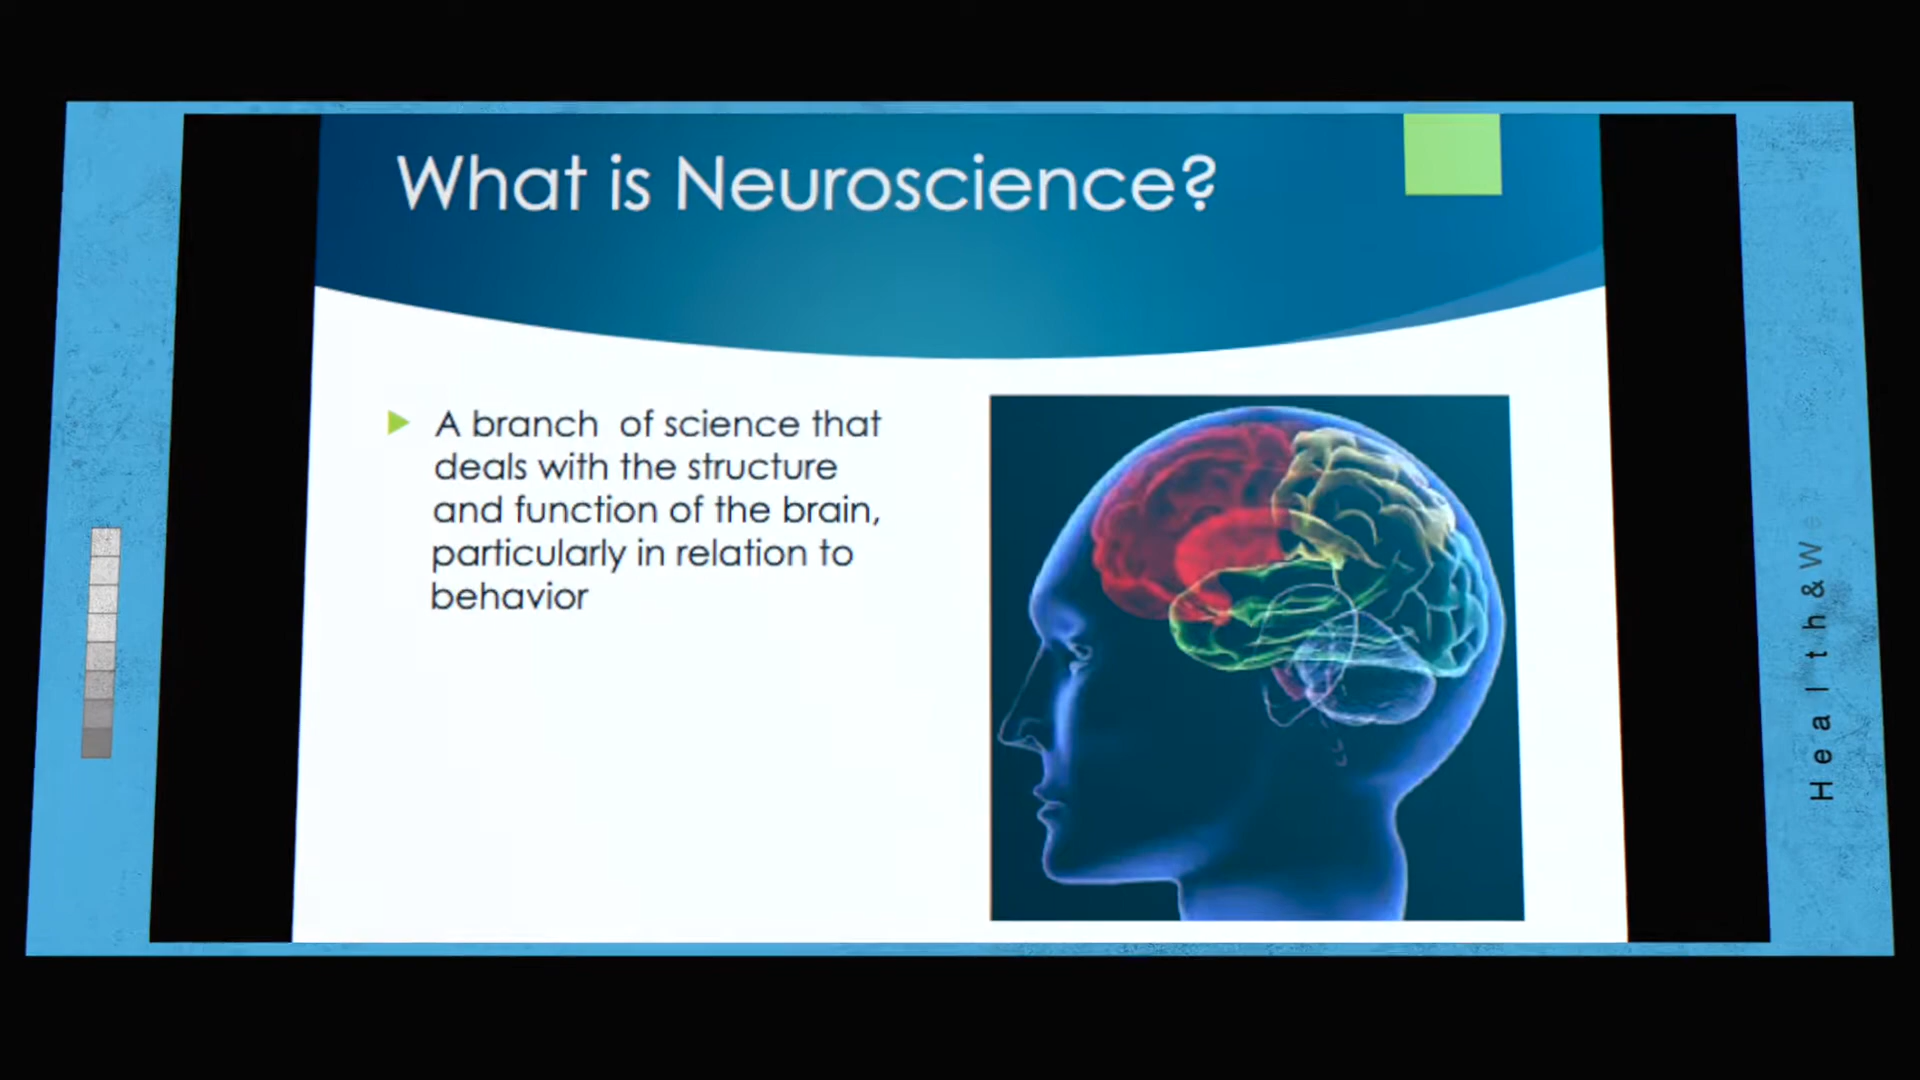 What is Neuroscience?
A branch of science that
deals with the structure
and function of the brain,
particularly in relation to
behavior
Health & We